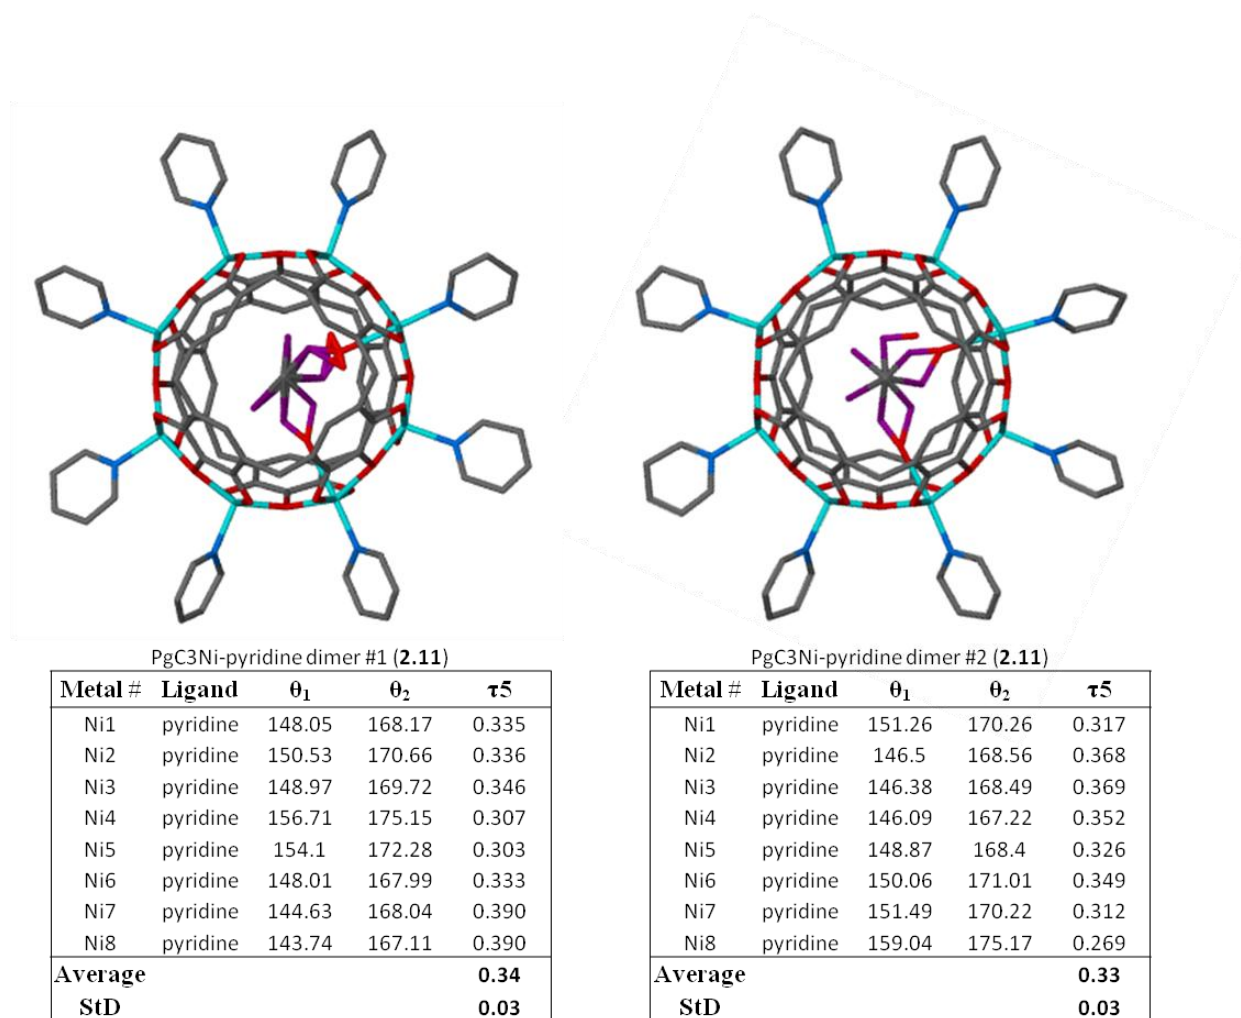 PgC3Ni-pyridine dimer #1 (2.11)
Metal # Ligand θ1 θ2 τ5
Ni1 pyridine 148.05 168.17 0.335
Ni2 pyridine 150.53 170.66 0.336
Ni3 pyridine 148.97 169.72 0.346
Ni4 pyridine 156.71 175.15 0.307
Ni5 pyridine 154.1 172.28 0.303
Ni6 pyridine 148.01 167.99 0.333
Ni7 pyridine 144.63 168.04 0.390
Ni8 pyridine 143.74 167.11 0.390
Average 0.34
StD 0.03
PgC3Ni-pyridine dimer #2 (2.11)
Metal # Ligand θ1 θ2 τ5
Ni1 pyridine 151.26 170.26 0.317
Ni2 pyridine 146.5 168.56 0.368
Ni3 pyridine 146.38 168.49 0.369
Ni4 pyridine 146.09 167.22 0.352
Ni5 pyridine 148.87 168.4 0.326
Ni6 pyridine 150.06 171.01 0.349
Ni7 pyridine 151.49 170.22 0.312
Ni8 pyridine 159.04 175.17 0.269
Average 0.33
StD 0.03